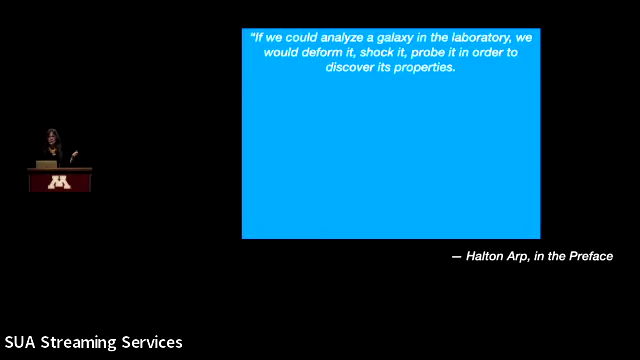 "If we could analyze a galaxy in the laboratory, we
would deform it, shock it, probe it in order to
discover its properties.
M
— Halton Arp, in the Preface
SUA Streaming Services